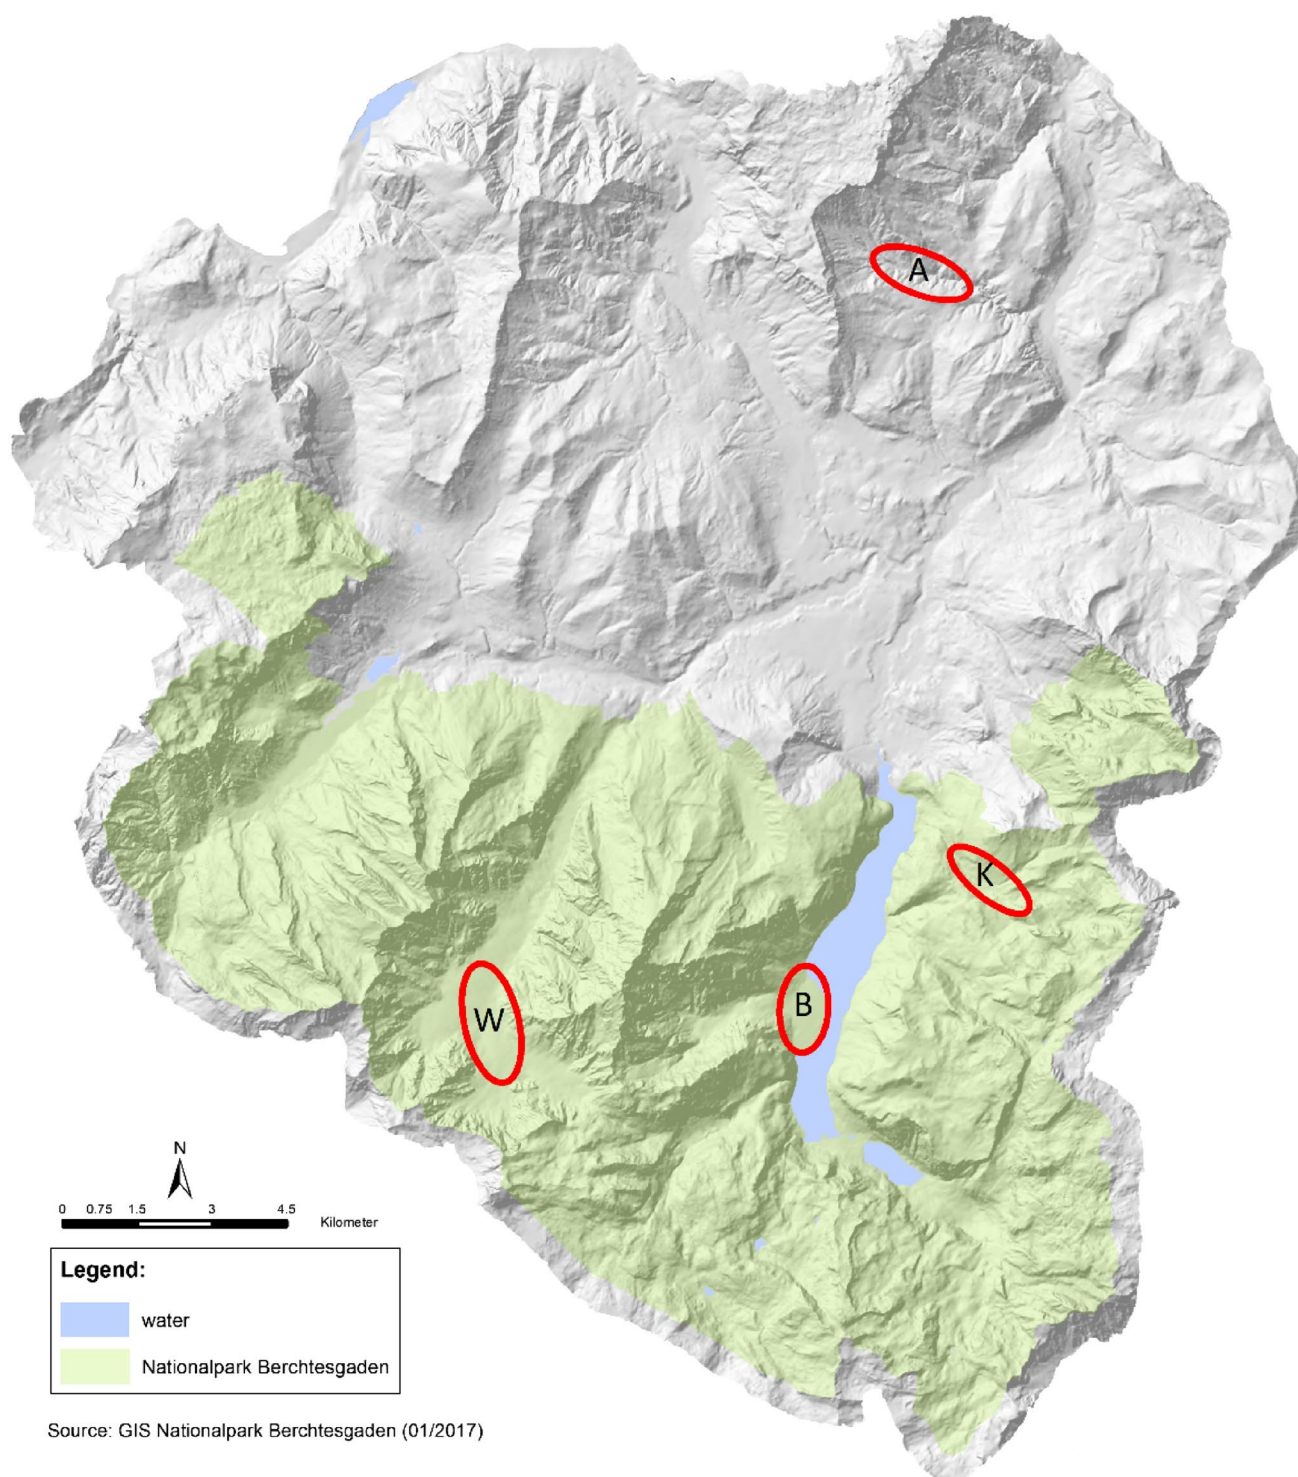 A
K
B
W
N
0 0.75 1.5 3 4.5
Kilometer
Legend:
water
Nationalpark Berchtesgaden
Source: GIS Nationalpark Berchtesgaden (01/2017)